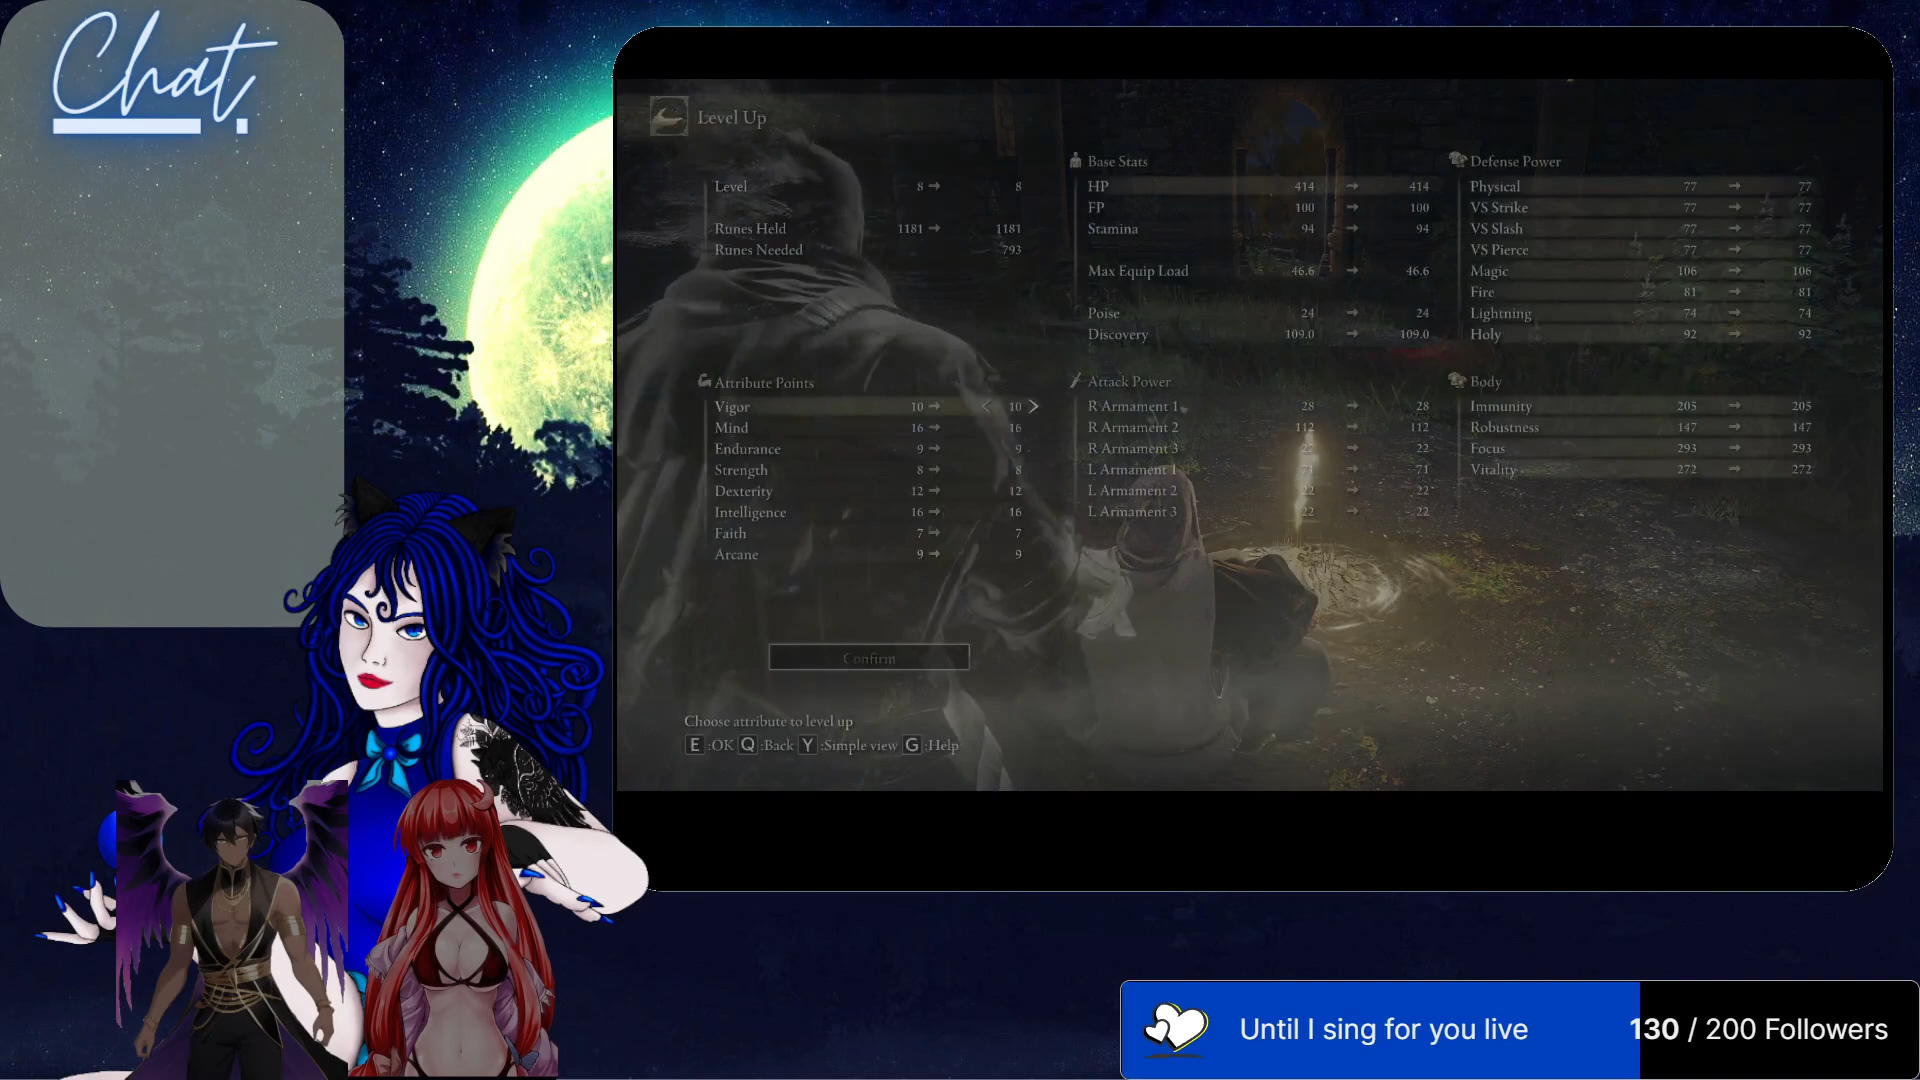 Chat.
Level Up
Level 8 → 8
Runes Held 1181 → 1181
Runes Needed 793
Attribute Points
Vigor 10 → < 10 >
Mind 16 → 16
Endurance 9 → 9
Strength 8 → 8
Dexterity 12 → 12
Intelligence 16 → 16
Faith 7 → 7
Arcane 9 → 9
Confirm
Base Stats
HP 414 → 414
FP 100 → 100
Stamina 94 → 94
Max Equip Load 46.6 → 46.6
Poise 24 → 24
Discovery 109.0 → 109.0
Attack Power
R Armament 1 28 → 28
R Armament 2 112 → 112
R Armament 3 22 → 22
L Armament 1 71 → 71
L Armament 2 22 → 22
L Armament 3 22 → 22
Defense Power
Physical 77 → 77
VS Strike 77 → 77
VS Slash 77 → 77
VS Pierce 77 → 77
Magic 106 → 106
Fire 81 → 81
Lightning 74 → 74
Holy 92 → 92
Body
Immunity 205 → 205
Robustness 147 → 147
Focus 293 → 293
Vitality 272 → 272
Choose attribute to level up
E :OK Q :Back Y :Simple view G :Help
Until I sing for you live 130 / 200 Followers